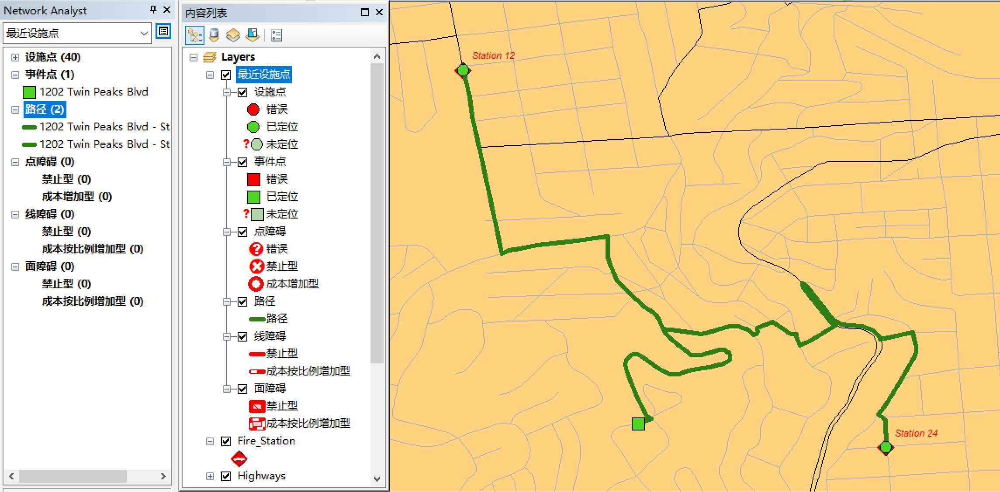 Network Analyst
最近设施点
设施点 (40)
事件点 (1)
1202 Twin Peaks Blvd
路径 (2)
1202 Twin Peaks Blvd - St
1202 Twin Peaks Blvd - St
点障碍 (0)
禁止型 (0)
成本增加型 (0)
线障碍 (0)
禁止型 (0)
成本按比例增加型 (0)
面障碍 (0)
禁止型 (0)
成本按比例增加型 (0)
内容列表
Layers
最近设施点
设施点
错误
已定位
? 未定位
事件点
错误
已定位
? 未定位
点障碍
? 错误
禁止型
成本增加型
路径
路径
线障碍
禁止型
成本按比例增加型
面障碍
禁止型
成本按比例增加型
Fire_Station
Highways
Station 12
Station 24